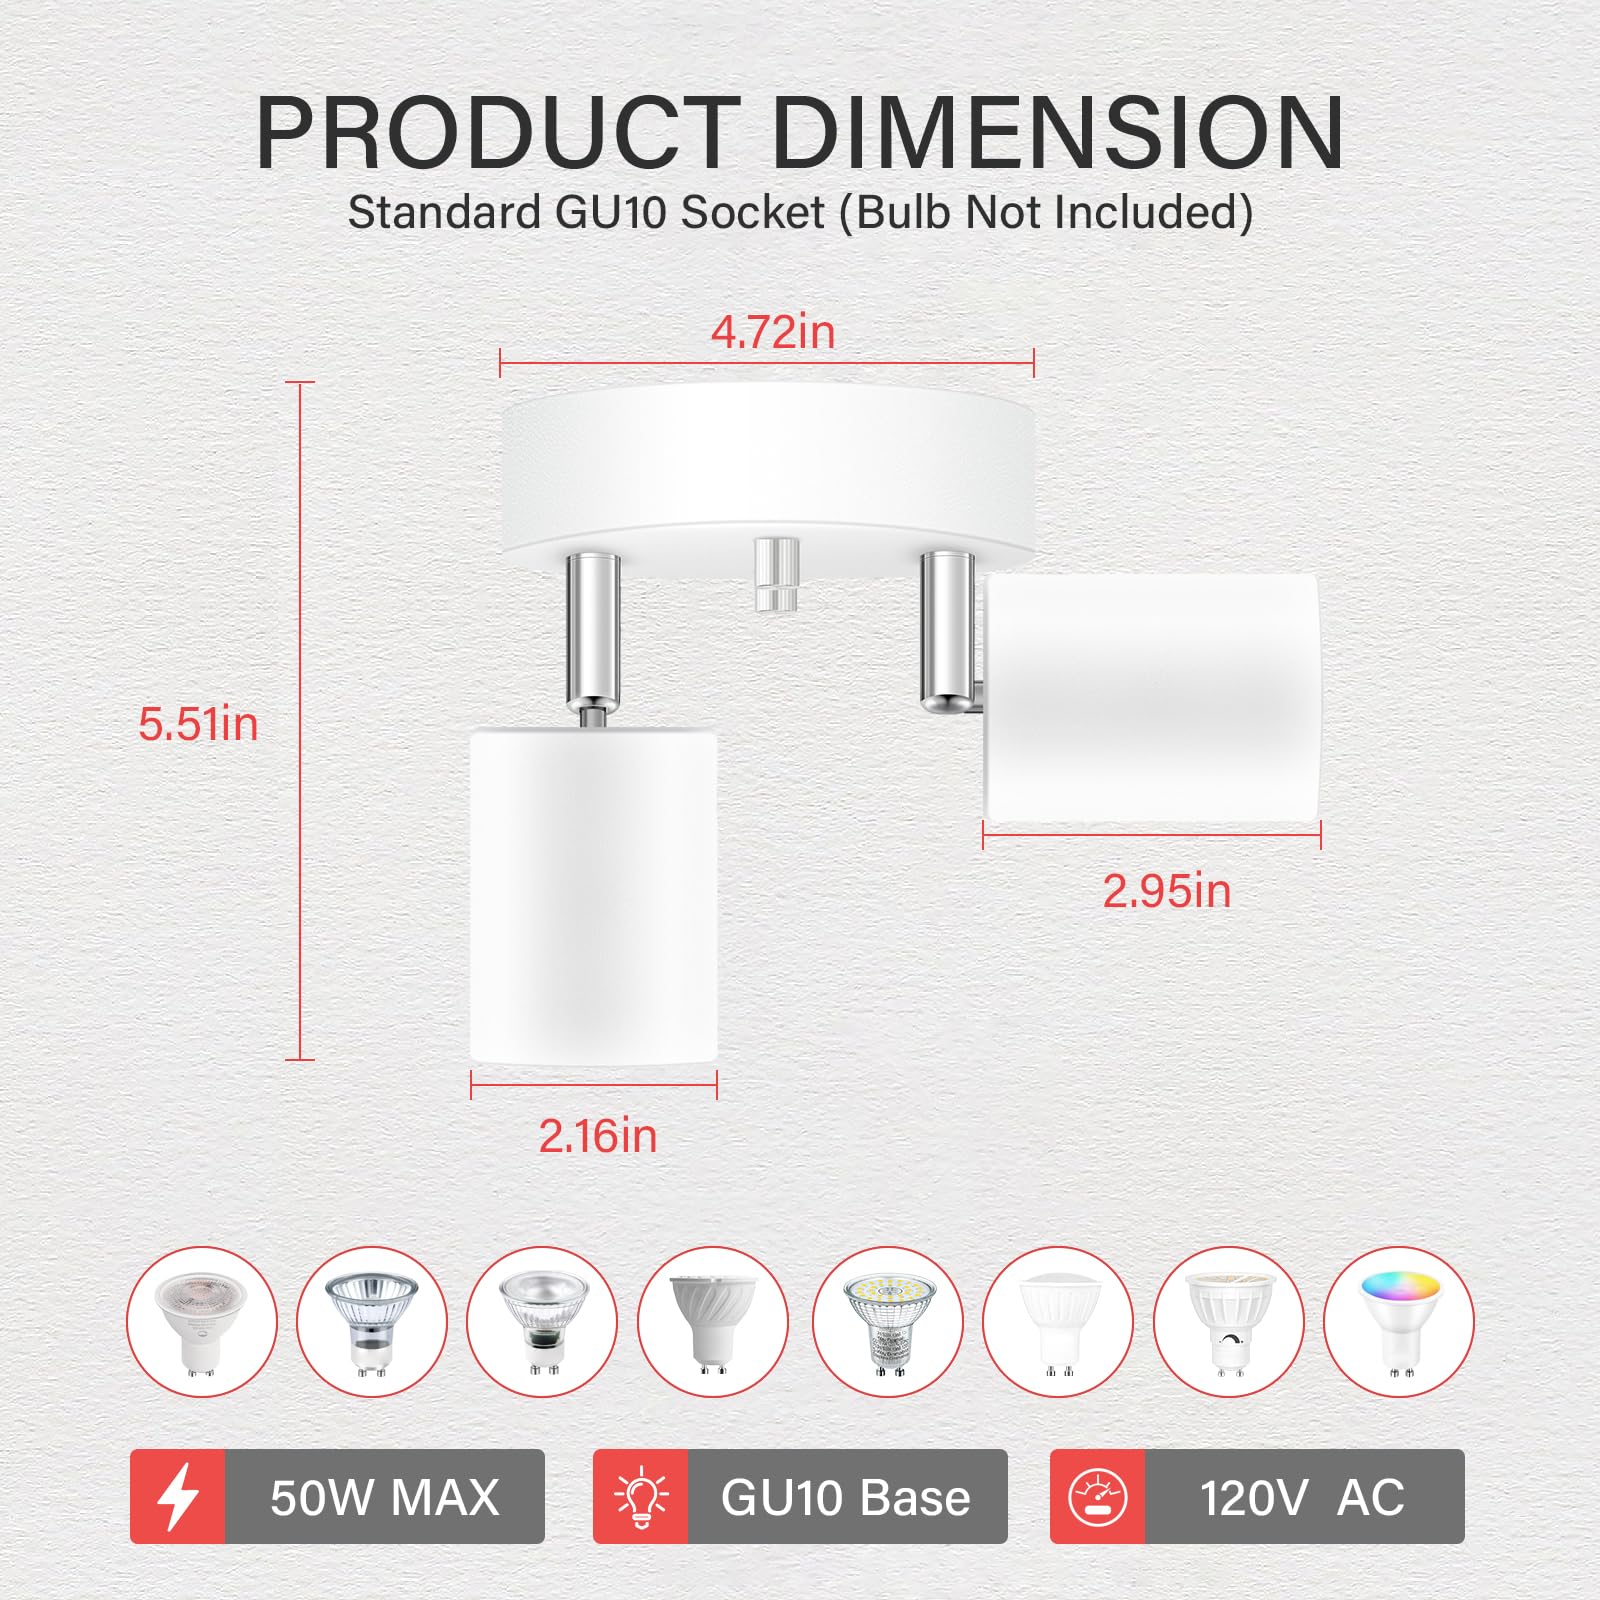 PRODUCT DIMENSION
Standard GU10 Socket (Bulb Not Included)
4.72in
5.51in
2.95in
2.16in
50W MAX
GU10 Base
120V AC